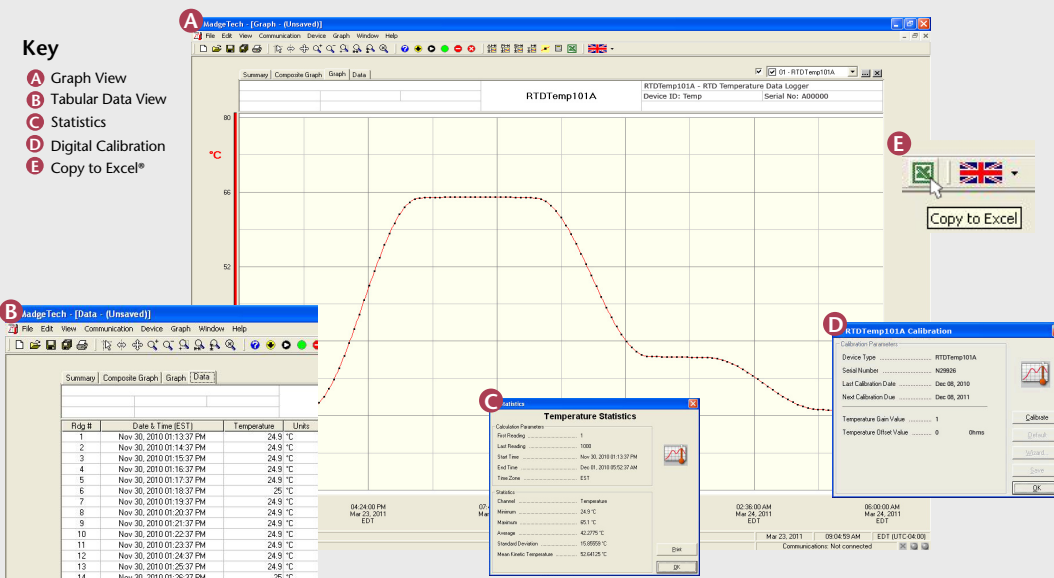 Key
A Graph View
B Tabular Data View
C Statistics
D Digital Calibration
E Copy to Excel®
A
MadgeTech - [Graph - (Unsaved)]
File Edit View Communication Device Graph Window Help
Summary Composite Graph Graph Data
01 - RTDTemp101A
RTDTemp101A
RTDTemp101A - RTD Temperature Data Logger
Device ID: Temp Serial No: A00000
80
°C
66
52
04:24:00 PM
Mar 23, 2011
EDT
07:
Mar
02:36:00 AM
Mar 24, 2011
EDT
06:00:00 AM
Mar 24, 2011
EDT
Mar 23, 2011 09:04:59 AM EDT (UTC-04:00)
Communications: Not connected
E
Copy to Excel
B
MadgeTech - [Data - (Unsaved)]
File Edit View Communication Device Graph Window Help
Summary Composite Graph Graph Data
Rdg # Date & Time (EST) Temperature Units
1 Nov 30, 2010 01:13:37 PM 24.9 °C
2 Nov 30, 2010 01:14:37 PM 24.9 °C
3 Nov 30, 2010 01:15:37 PM 24.9 °C
4 Nov 30, 2010 01:16:37 PM 24.9 °C
5 Nov 30, 2010 01:17:37 PM 24.9 °C
6 Nov 30, 2010 01:18:37 PM 25 °C
7 Nov 30, 2010 01:19:37 PM 24.9 °C
8 Nov 30, 2010 01:20:37 PM 24.9 °C
9 Nov 30, 2010 01:21:37 PM 24.9 °C
10 Nov 30, 2010 01:22:37 PM 24.9 °C
11 Nov 30, 2010 01:23:37 PM 24.9 °C
12 Nov 30, 2010 01:24:37 PM 24.9 °C
13 Nov 30, 2010 01:25:37 PM 24.9 °C
14 Nov 30, 2010 01:26:37 PM 25 °C
C
Statistics
Temperature Statistics
Calculation Parameters
First Reading 1
Last Reading 1000
Start Time Nov 30, 2010 01:13:37 PM
End Time Dec 01, 2010 05:52:37 AM
Time Zone EST
Statistics
Channel Temperature
Minimum 24.9 °C
Maximum 65.1 °C
Average 42.2775 °C
Standard Deviation 15.85559 °C
Mean Kinetic Temperature 52.64125 °C
Print
OK
D
RTDTemp101A Calibration
Calibration Parameters
Device Type RTDTemp101A
Serial Number N29826
Last Calibration Date Dec 08, 2010
Next Calibration Due Dec 08, 2011
Temperature Gain Value 1
Temperature Offset Value 0 Ohms
Calibrate
Default
Wizard...
Save
OK